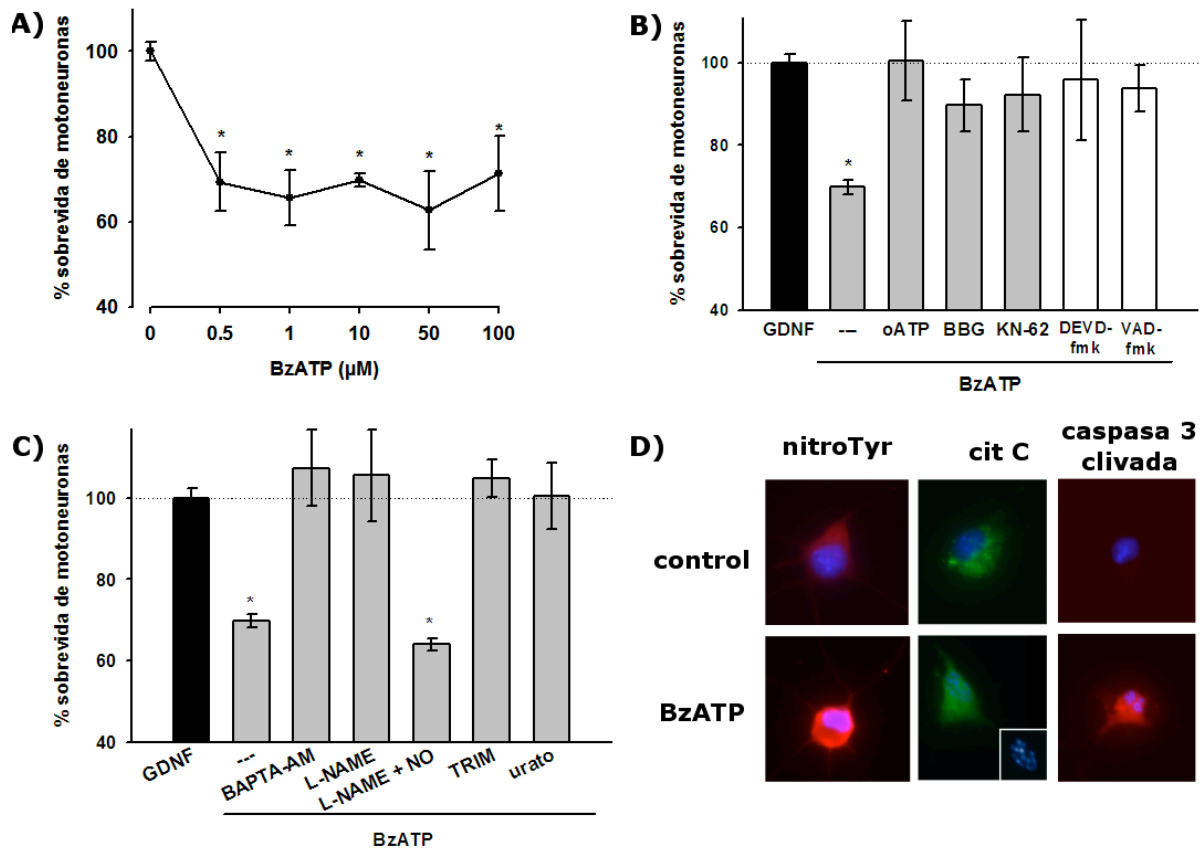 A)
% sobrevida de motoneuronas
100
80
60
40
*
*
*
*
*
0
0.5
1
10
50
100
BzATP (µM)
B)
% sobrevida de motoneuronas
100
80
60
40
*
GDNF
---
oATP
BBG
KN-62
DEVD-
fmk
VAD-
fmk
BzATP
C)
% sobrevida de motoneuronas
100
80
60
40
*
*
GDNF
---
BAPTA-AM
L-NAME
L-NAME + NO
TRIM
urato
BzATP
D)
nitroTyr
cit C
caspasa 3
clivada
control
BzATP